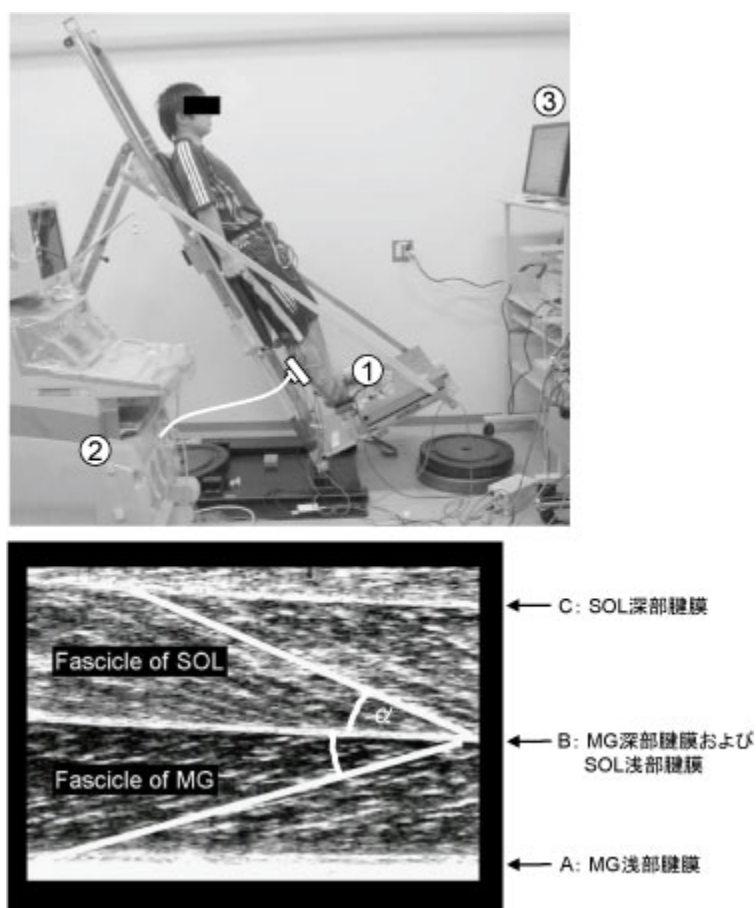 ③
①
②
C: SOL深部腱膜
Fascicle of SOL
α
B: MG深部腱膜および
SOL浅部腱膜
Fascicle of MG
A: MG浅部腱膜